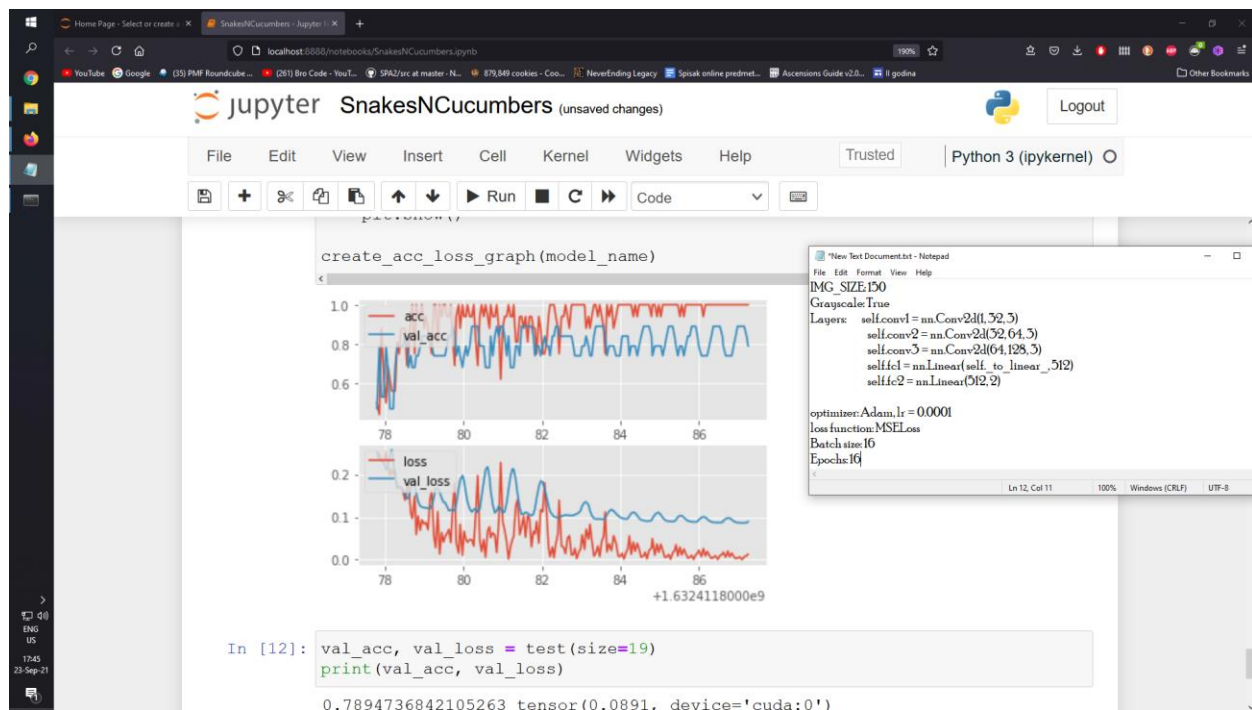 Home Page - Select or create a
SnakesNCucumbers - Jupyter N
localhost:8888/notebooks/SnakesNCucumbers.ipynb
190%
YouTube Google (35) PMF Roundcube ... (261) Bro Code - YouT... SPA2/src at master · N... 879,849 cookies - Coo... NeverEnding Legacy Spisak online predmet... Ascensions Guide v2.0... II godina Other Bookmarks
jupyter SnakesNCucumbers (unsaved changes)
Logout
File Edit View Insert Cell Kernel Widgets Help
Trusted
Python 3 (ipykernel)
Run
Code
plt.show()
create_acc_loss_graph(model_name)
1.0
0.8
0.6
acc
val_acc
78 80 82 84 86
0.2
0.1
0.0
loss
val_loss
78 80 82 84 86
+1.6324118000e9
*New Text Document.txt - Notepad
File Edit Format View Help
IMG_SIZE:150
Grayscale:True
Layers: self.conv1 = nn.Conv2d(1,32,3)
self.conv2 = nn.Conv2d(32,64,3)
self.conv3 = nn.Conv2d(64,128,3)
self.fc1 = nn.Linear(self._to_linear_,512)
self.fc2 = nn.Linear(512,2)
optimizer:Adam,lr = 0.0001
loss function:MSELoss
Batch size:16
Epochs:16
Ln 12, Col 11 100% Windows (CRLF) UTF-8
In [12]: val_acc, val_loss = test(size=19)
print(val_acc, val_loss)
0.7894736842105263 tensor(0.0891, device='cuda:0')
ENG
US
17:45
23-Sep-21